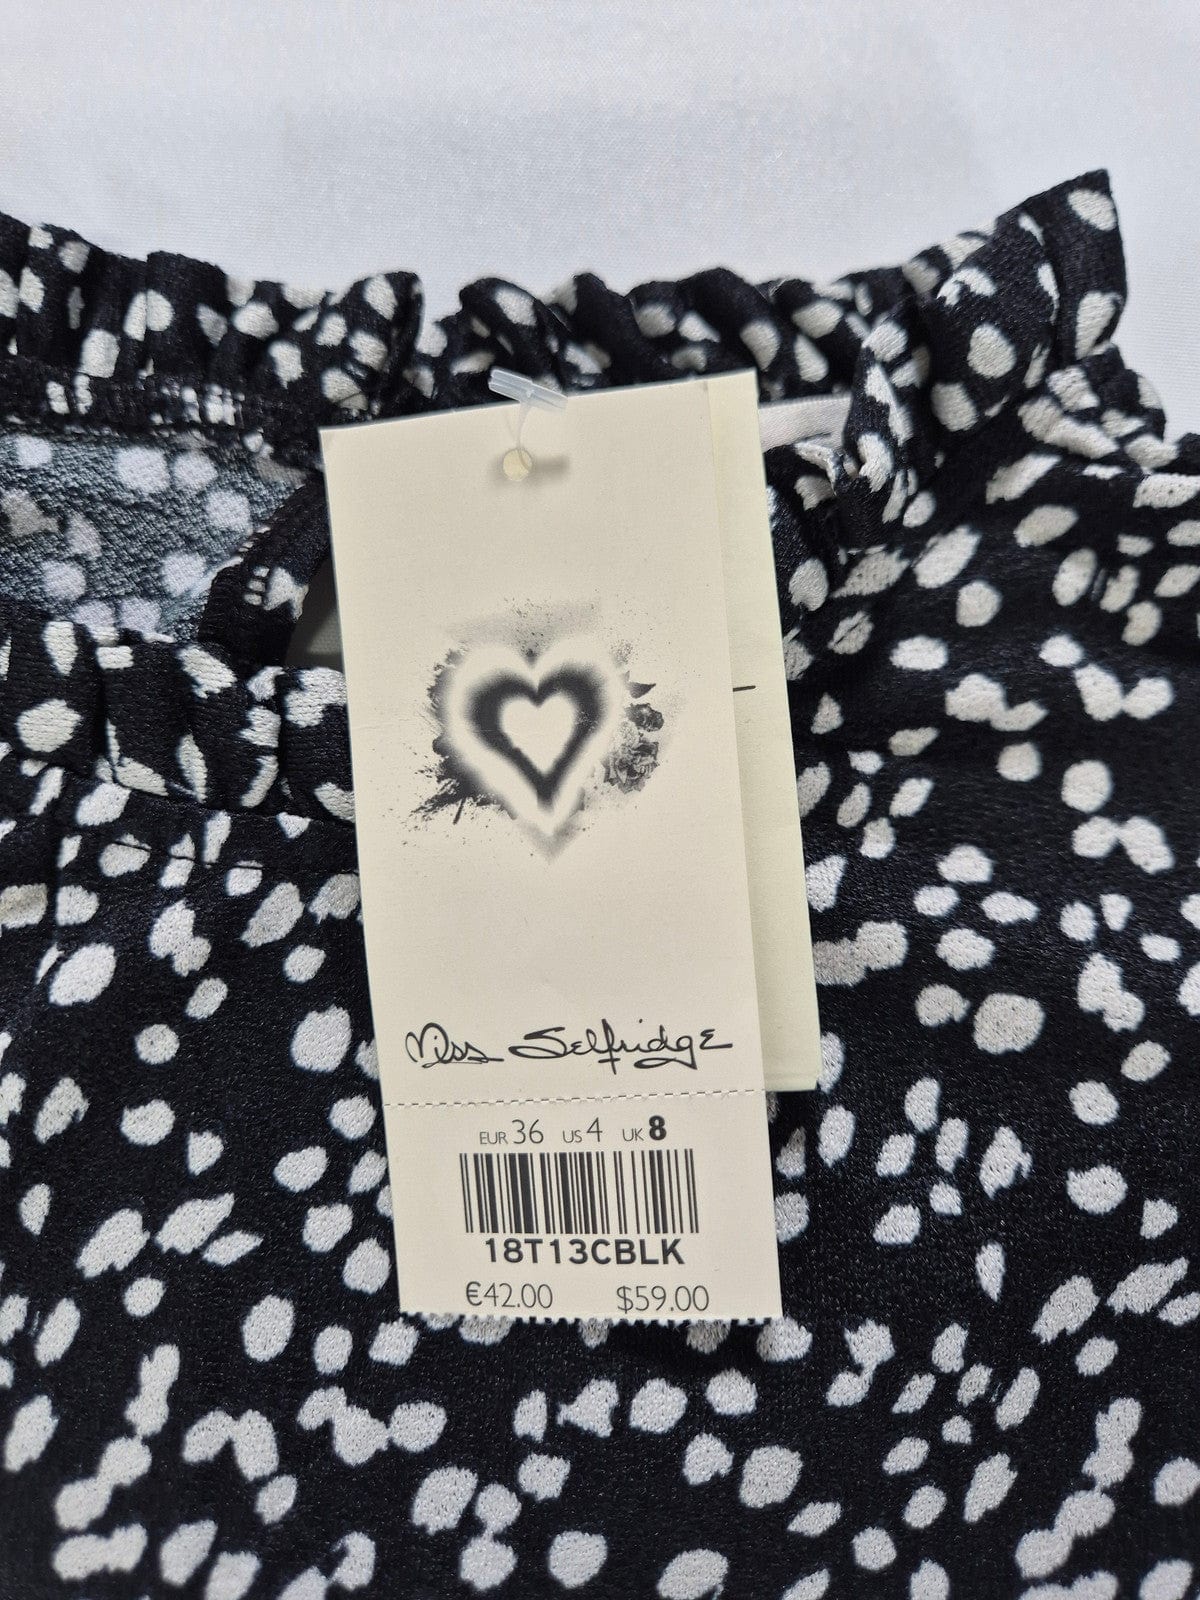 Miss Selfridge
EUR 36 US 4 UK 8
18T13CBLK
€42.00 $59.00